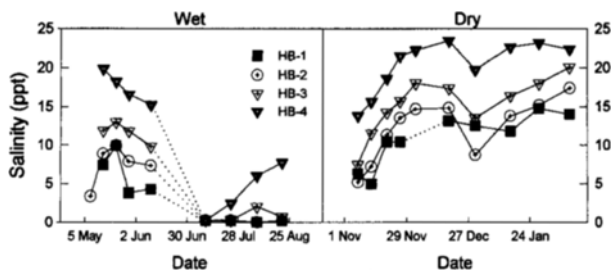 Wet
Dry
25
20
15
10
5
0
Salinity (ppt)
HB-1
HB-2
HB-3
HB-4
5 May 2 Jun 30 Jun 28 Jul 25 Aug
Date
25
20
15
10
5
0
1 Nov 29 Nov 27 Dec 24 Jan
Date